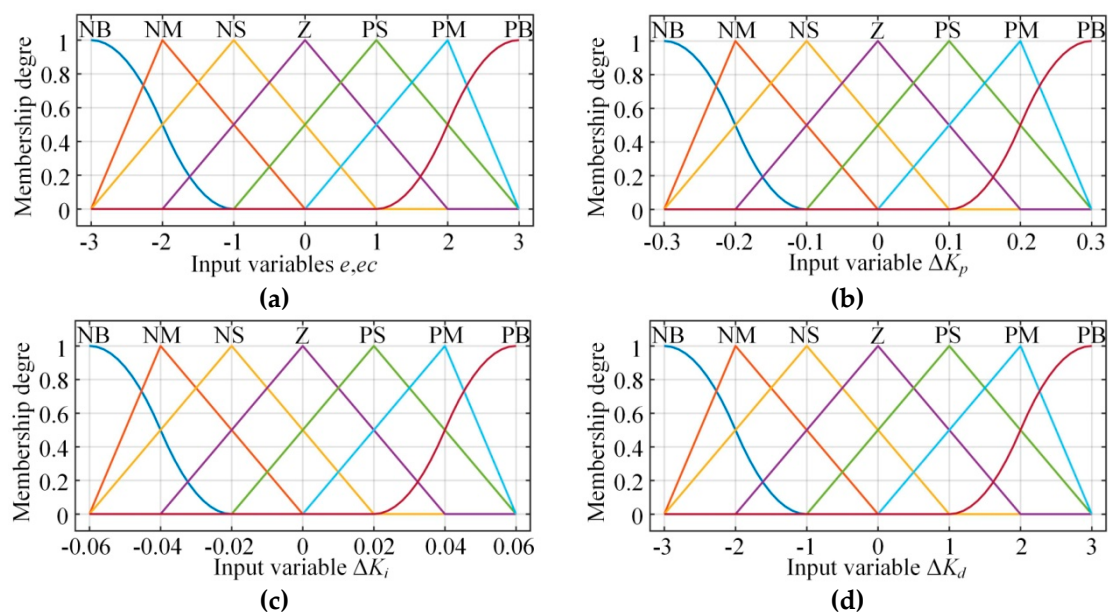 NB NM NS Z PS PM PB
1
0.8
0.6
0.4
0.2
0
Membership degre
-3 -2 -1 0 1 2 3
Input variables e,ec
(a)
NB NM NS Z PS PM PB
1
0.8
0.6
0.4
0.2
0
Membership degre
-0.3 -0.2 -0.1 0 0.1 0.2 0.3
Input variable ΔKp
(b)
NB NM NS Z PS PM PB
1
0.8
0.6
0.4
0.2
0
Membership degre
-0.06 -0.04 -0.02 0 0.02 0.04 0.06
Input variable ΔKi
(c)
NB NM NS Z PS PM PB
1
0.8
0.6
0.4
0.2
0
Membership degre
-3 -2 -1 0 1 2 3
Input variable ΔKd
(d)